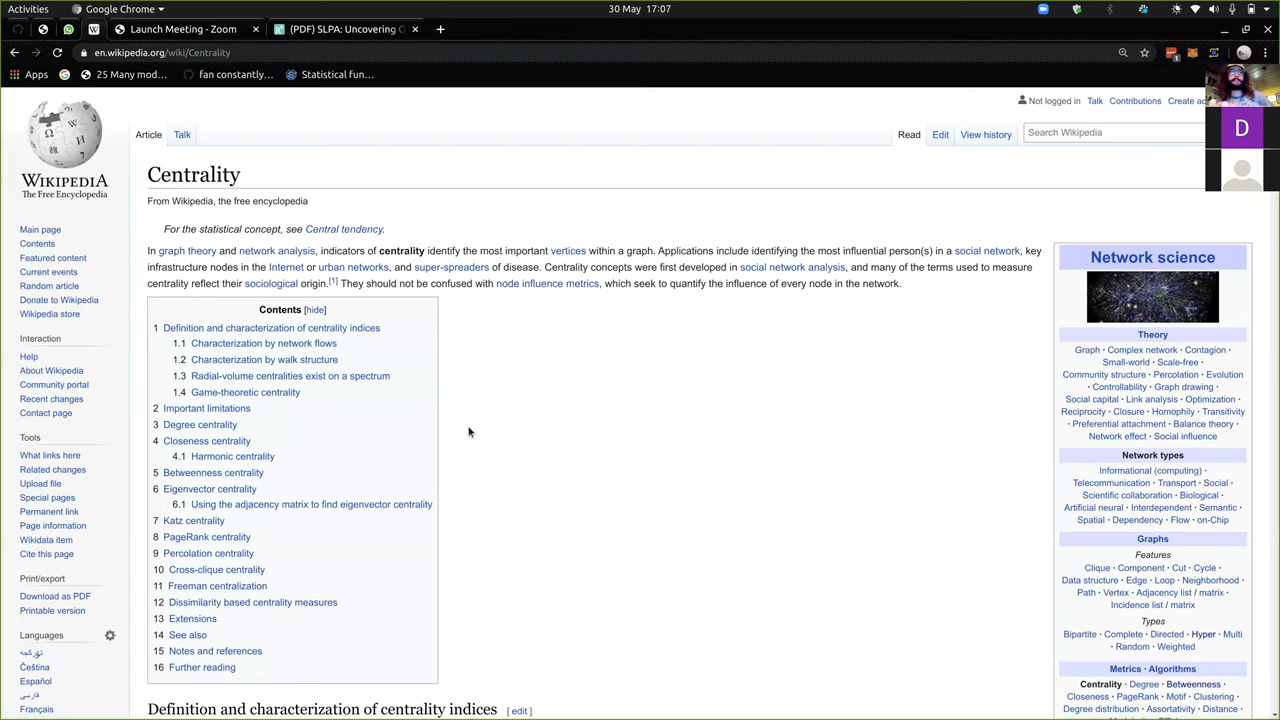 Activities Google Chrome 30 May 17:07
Launch Meeting - Zoom × (PDF) SLPA: Uncovering O × +
en.wikipedia.org/wiki/Centrality
Apps 25 Many mod… fan constantly… Statistical fun…
Not logged in Talk Contributions Create ac
D
Article Talk Read Edit View history Search Wikipedia
WIKIPEDIA
The Free Encyclopedia
Main page
Contents
Featured content
Current events
Random article
Donate to Wikipedia
Wikipedia store
Interaction
Help
About Wikipedia
Community portal
Recent changes
Contact page
Tools
What links here
Related changes
Upload file
Special pages
Permanent link
Page information
Wikidata item
Cite this page
Print/export
Download as PDF
Printable version
Languages
تۆرکجه
Čeština
Español
فارسی
Français
Centrality
From Wikipedia, the free encyclopedia
For the statistical concept, see Central tendency.
In graph theory and network analysis, indicators of centrality identify the most important vertices within a graph. Applications include identifying the most influential person(s) in a social network, key
infrastructure nodes in the Internet or urban networks, and super-spreaders of disease. Centrality concepts were first developed in social network analysis, and many of the terms used to measure
centrality reflect their sociological origin.[1] They should not be confused with node influence metrics, which seek to quantify the influence of every node in the network.
Contents [hide]
1 Definition and characterization of centrality indices
1.1 Characterization by network flows
1.2 Characterization by walk structure
1.3 Radial-volume centralities exist on a spectrum
1.4 Game-theoretic centrality
2 Important limitations
3 Degree centrality
4 Closeness centrality
4.1 Harmonic centrality
5 Betweenness centrality
6 Eigenvector centrality
6.1 Using the adjacency matrix to find eigenvector centrality
7 Katz centrality
8 PageRank centrality
9 Percolation centrality
10 Cross-clique centrality
11 Freeman centralization
12 Dissimilarity based centrality measures
13 Extensions
14 See also
15 Notes and references
16 Further reading
Definition and characterization of centrality indices [ edit ]
Network science
Theory
Graph · Complex network · Contagion ·
Small-world · Scale-free ·
Community structure · Percolation · Evolution
· Controllability · Graph drawing ·
Social capital · Link analysis · Optimization ·
Reciprocity · Closure · Homophily · Transitivity
· Preferential attachment · Balance theory ·
Network effect · Social influence
Network types
Informational (computing) ·
Telecommunication · Transport · Social ·
Scientific collaboration · Biological ·
Artificial neural · Interdependent · Semantic ·
Spatial · Dependency · Flow · on-Chip
Graphs
Features
Clique · Component · Cut · Cycle ·
Data structure · Edge · Loop · Neighborhood ·
Path · Vertex · Adjacency list / matrix ·
Incidence list / matrix
Types
Bipartite · Complete · Directed · Hyper · Multi
· Random · Weighted
Metrics · Algorithms
Centrality · Degree · Betweenness ·
Closeness · PageRank · Motif · Clustering ·
Degree distribution · Assortativity · Distance ·